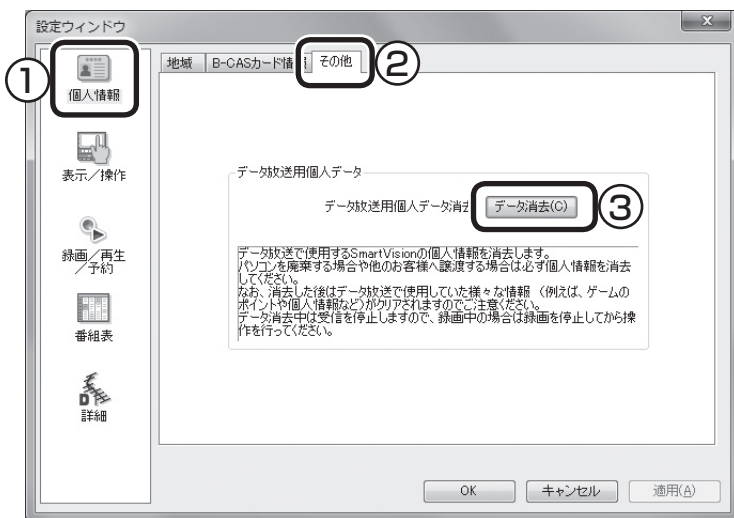 設定ウィンドウ
x
①
個人情報
表示／操作
録画／再生
／予約
番組表
詳細
地域
B-CASカード情
その他
②
データ放送用個人データ
データ放送用個人データ消
データ消去(C)
③
データ放送で使用するSmartVisionの個人情報を消去します。
パソコンを廃棄する場合や他のお客様へ譲渡する場合は必ず個人情報を消去
してください。
なお、消去した後はデータ放送で使用していた様々な情報 （例えば、ゲームの
ポイントや個人情報など）がクリアされますのでご注意ください。
データ消去中は受信を停止しますので、録画中の場合は録画を停止してから操
作を行ってください。
OK
キャンセル
適用(A)